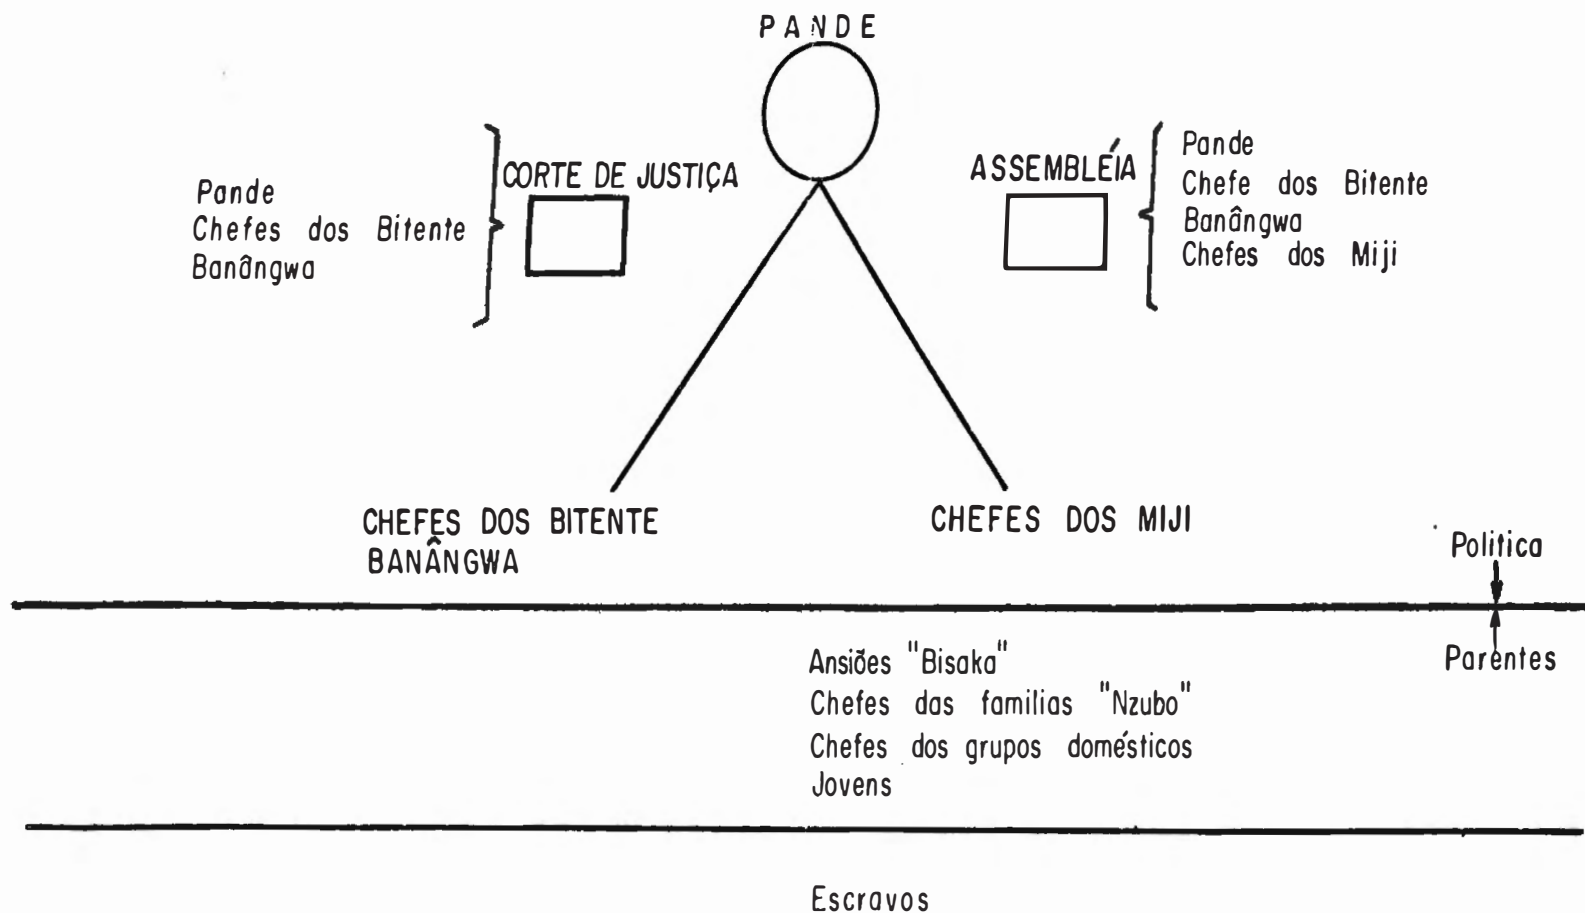 PANDE
CORTE DE JUSTIÇA
Pande
Chefes dos Bitente
Banângwa
ASSEMBLÉIA
Pande
Chefe dos Bitente
Banângwa
Chefes dos Miji
CHEFES DOS BITENTE
BANÂNGWA
CHEFES DOS MIJI
Politica
Parentes
Ansiões "Bisaka"
Chefes das familias "Nzubo"
Chefes dos grupos domésticos
Jovens
Escravos